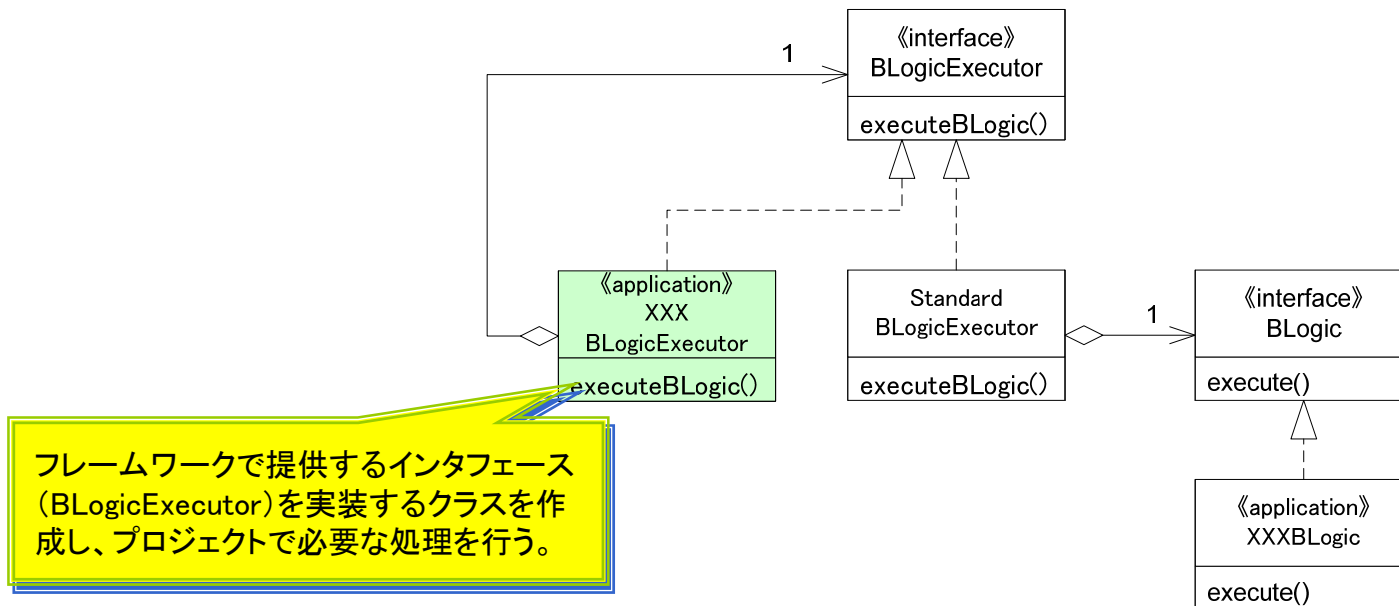 1
《interface》
BLogicExecutor
executeBLogic()
《application》
XXX
BLogicExecutor
executeBLogic()
Standard
BLogicExecutor
executeBLogic()
1
《interface》
BLogic
execute()
フレームワークで提供するインタフェース
(BLogicExecutor)を実装するクラスを作
成し、プロジェクトで必要な処理を行う。
《application》
XXXBLogic
execute()